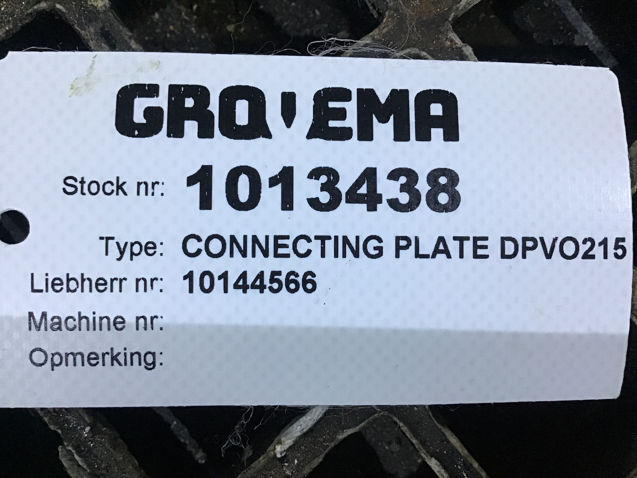 GROVEMA
Stock nr: 1013438
Type: CONNECTING PLATE DPVO215
Liebherr nr: 10144566
Machine nr:
Opmerking: